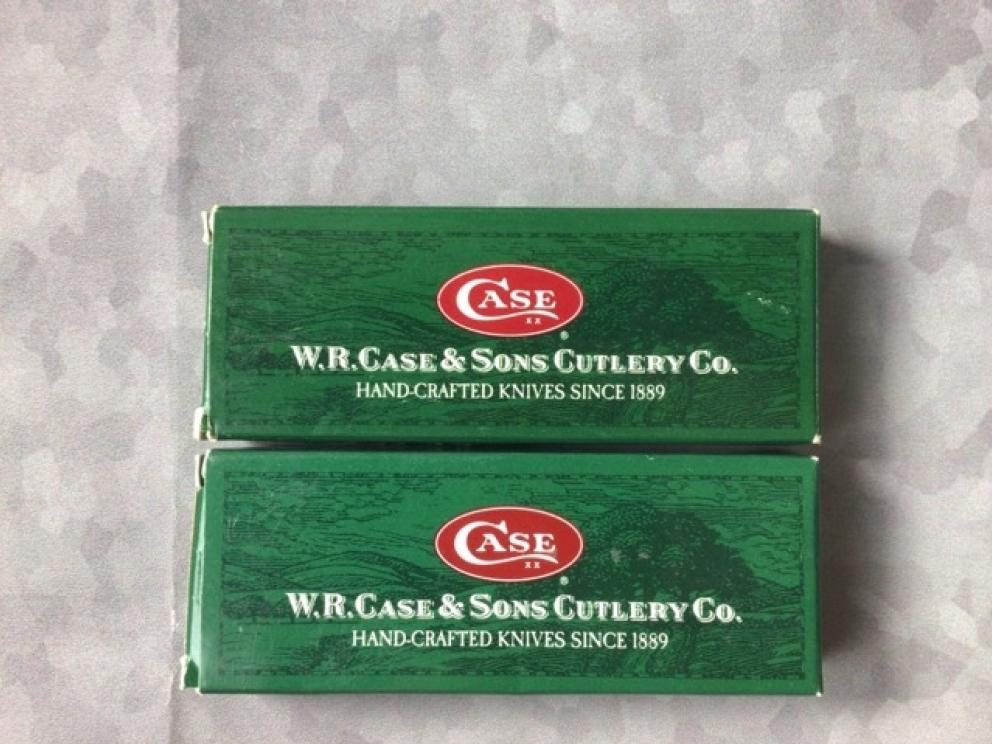 CASE
XX
®
W.R. CASE & SONS CUTLERY CO.
HAND-CRAFTED KNIVES SINCE 1889
CASE
XX
®
W.R. CASE & SONS CUTLERY CO.
HAND-CRAFTED KNIVES SINCE 1889